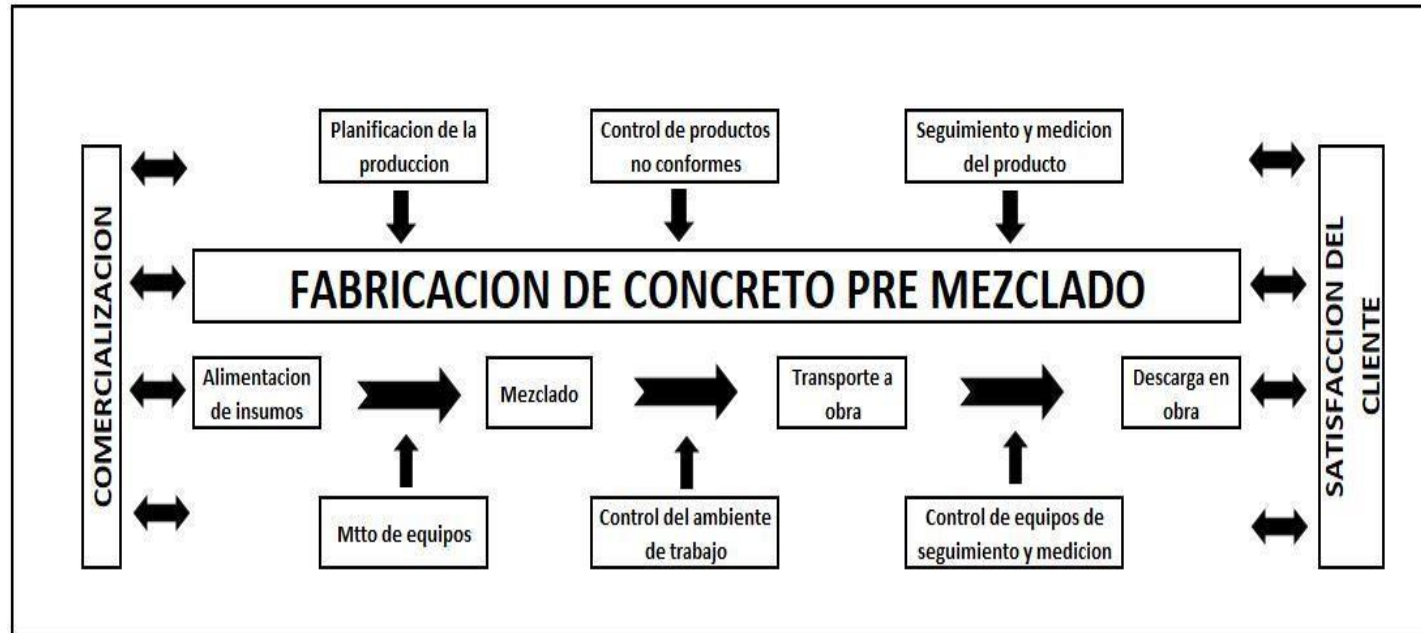 Planificacion de la
produccion
Control de productos
no conformes
Seguimiento y medicion
del producto
COMERCIALIZACION
FABRICACION DE CONCRETO PRE MEZCLADO
SATISFACCION DEL
CLIENTE
Alimentacion
de insumos
Mezclado
Transporte a
obra
Descarga en
obra
Mtto de equipos
Control del ambiente
de trabajo
Control de equipos de
seguimiento y medicion